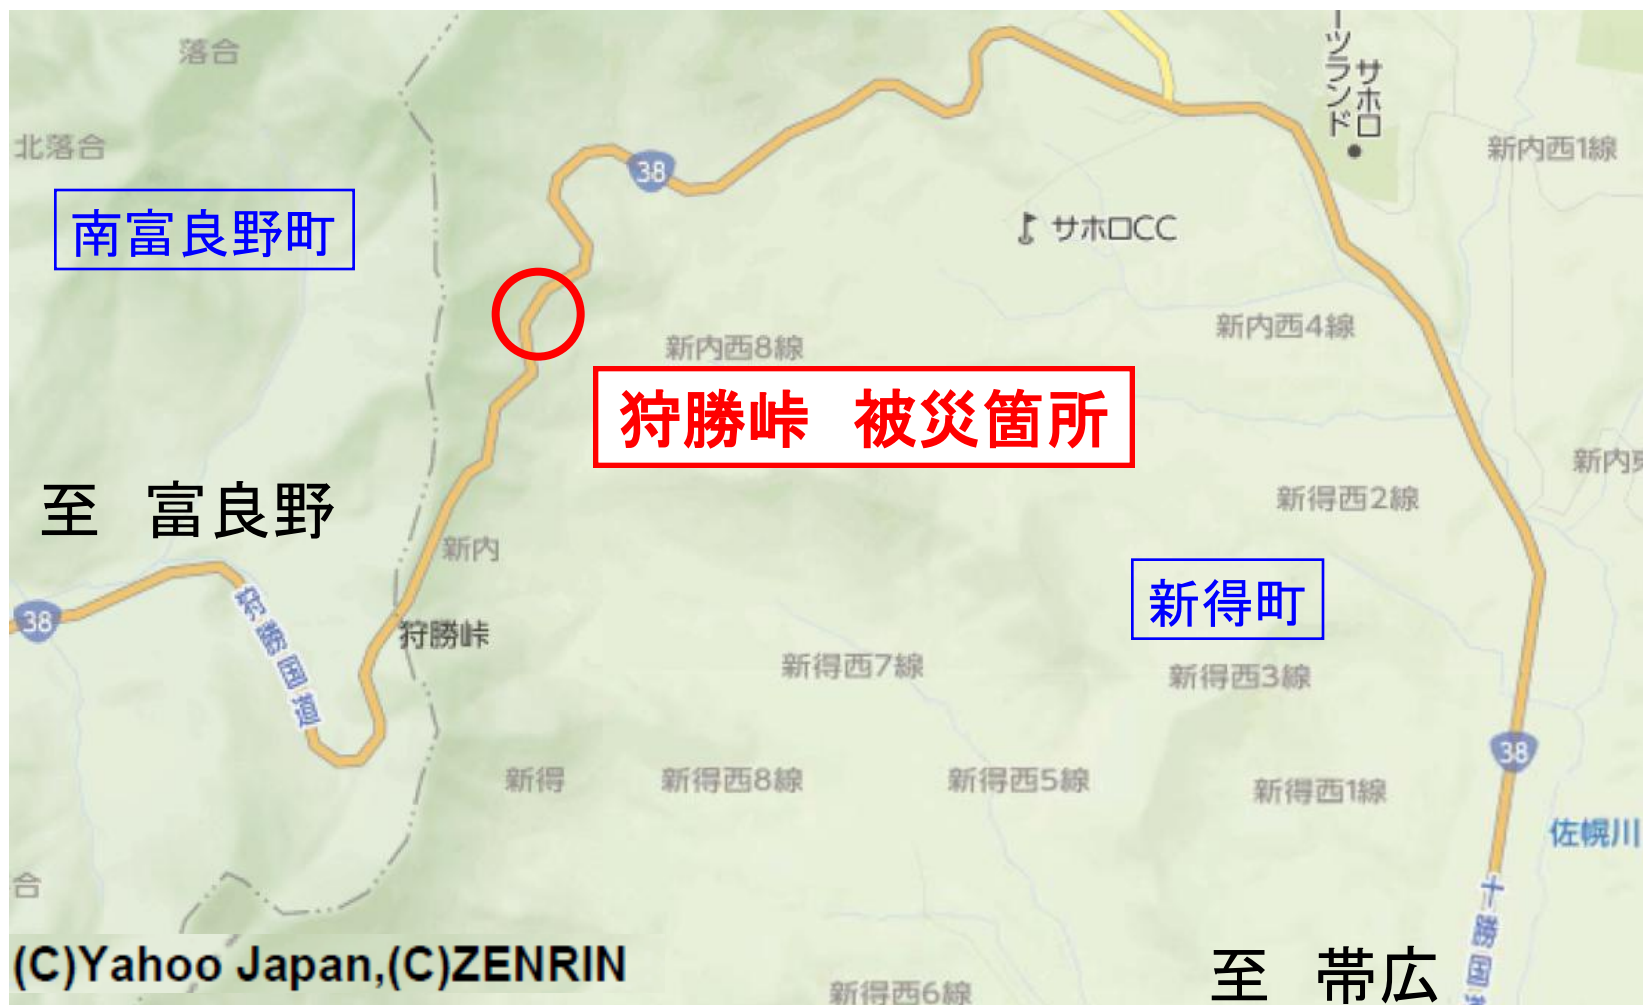 落合
ーツランド
サホロ
北落合
新内西1線
38
南富良野町
サホロCC
新内西4線
新内西8線
狩勝峠　被災箇所
新内東
新得西2線
至　富良野
新内
新得町
38
狩勝国道
狩勝峠
新得西7線
新得西3線
38
新得
新得西8線
新得西5線
新得西1線
佐幌川
合
十勝国道
(C)Yahoo Japan,(C)ZENRIN
至　帯広
新得西6線